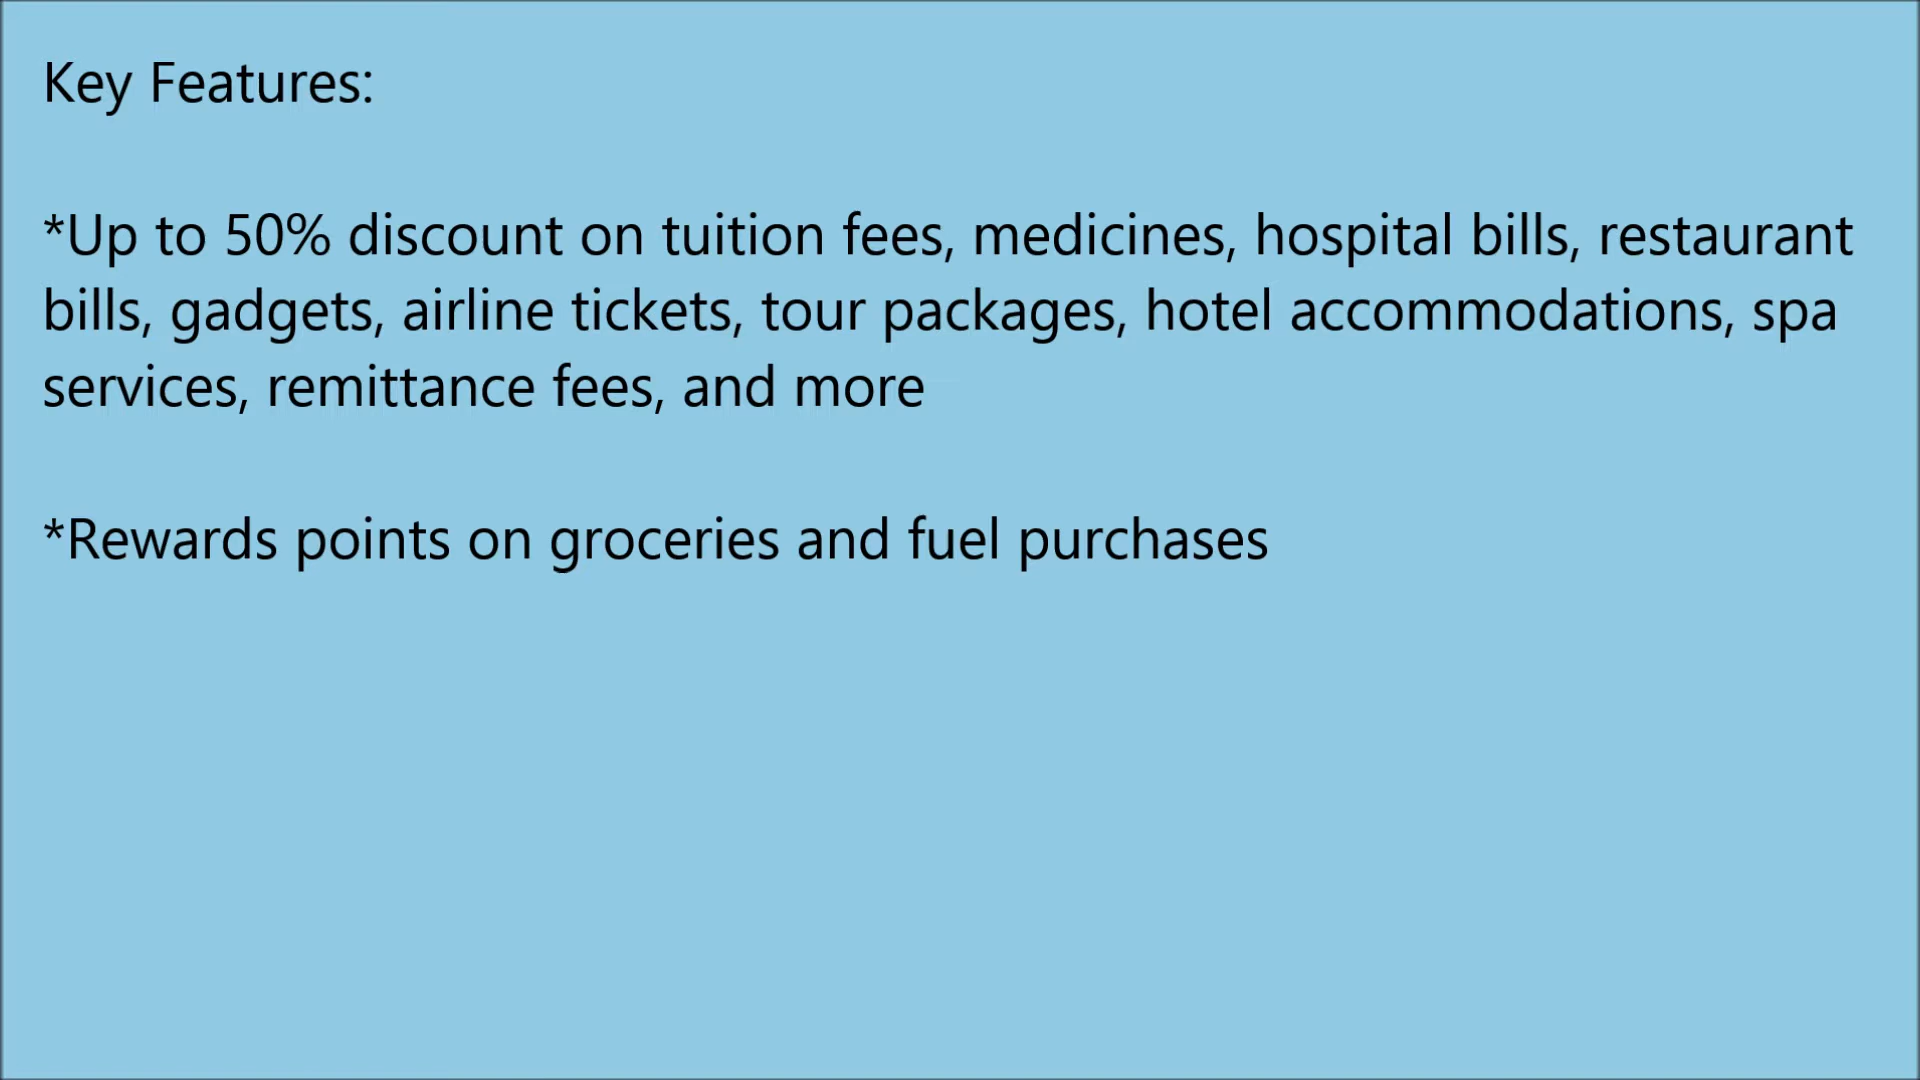 Key Features:
*Up to 50% discount on tuition fees, medicines, hospital bills, restaurant
bills, gadgets, airline tickets, tour packages, hotel accommodations, spa
services, remittance fees, and more
*Rewards points on groceries and fuel purchases